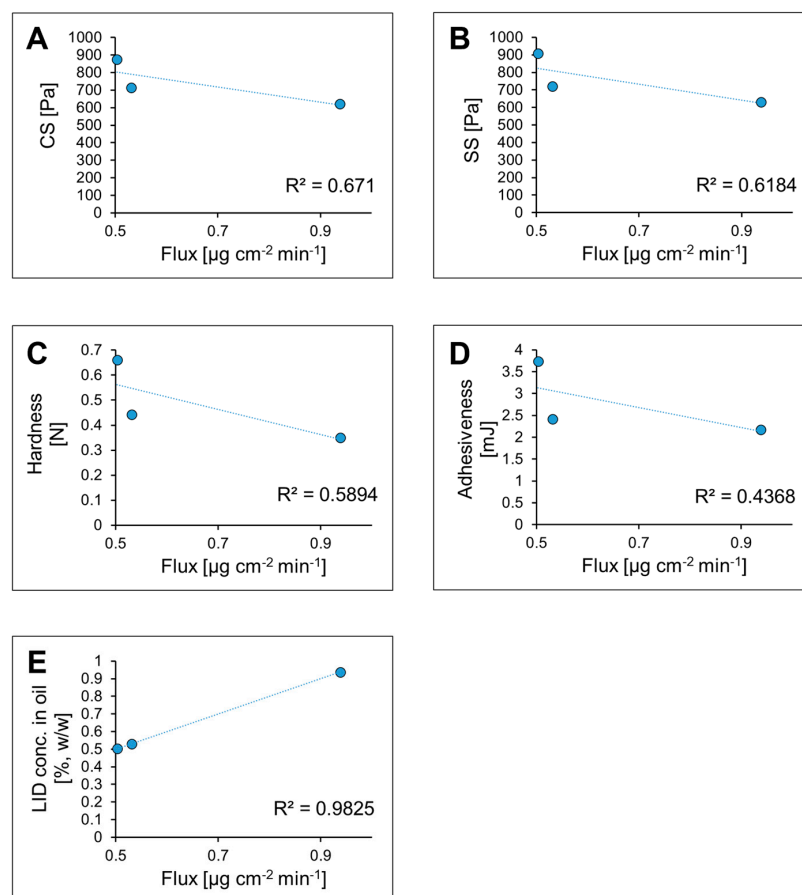 A
CS [Pa]
1000
900
800
700
600
500
400
300
200
100
0
0.5
0.7
0.9
R² = 0.671
Flux [µg cm⁻² min⁻¹]
B
SS [Pa]
1000
900
800
700
600
500
400
300
200
100
0
0.5
0.7
0.9
R² = 0.6184
Flux [µg cm⁻² min⁻¹]
C
Hardness
[N]
0.7
0.6
0.5
0.4
0.3
0.2
0.1
0
0.5
0.7
0.9
R² = 0.5894
Flux [µg cm⁻² min⁻¹]
D
Adhesiveness
[mJ]
4
3.5
3
2.5
2
1.5
1
0.5
0
0.5
0.7
0.9
R² = 0.4368
Flux [µg cm⁻² min⁻¹]
E
LID conc. in oil
[%, w/w]
1
0.9
0.8
0.7
0.6
0.5
0.4
0.3
0.2
0.1
0
0.5
0.7
0.9
R² = 0.9825
Flux [µg cm⁻² min⁻¹]